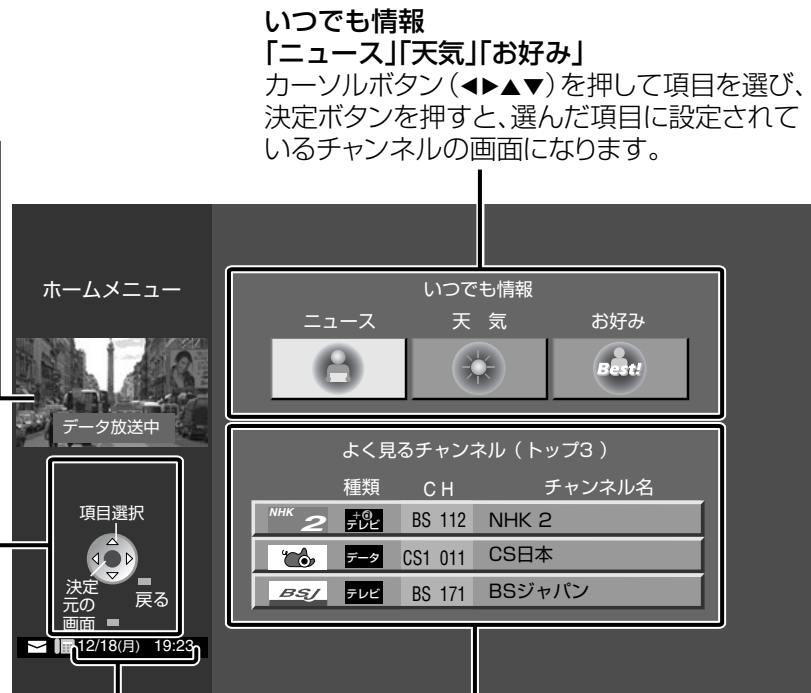 いつでも情報
「ニュース」「天気」「お好み」
カーソルボタン（◀▶▲▼）を押して項目を選び、
決定ボタンを押すと、選んだ項目に設定されて
いるチャンネルの画面になります。
ホームメニュー
データ放送中
項目選択
決定
元の
画面
戻る
12/18(月) 19:23
いつでも情報
ニュース 天 気 お好み
Best!
よく見るチャンネル（トップ3）
種類 CH チャンネル名
NHK 2 +@テレビ BS 112 NHK 2
データ CS1 011 CS日本
BSJ テレビ BS 171 BSジャパン